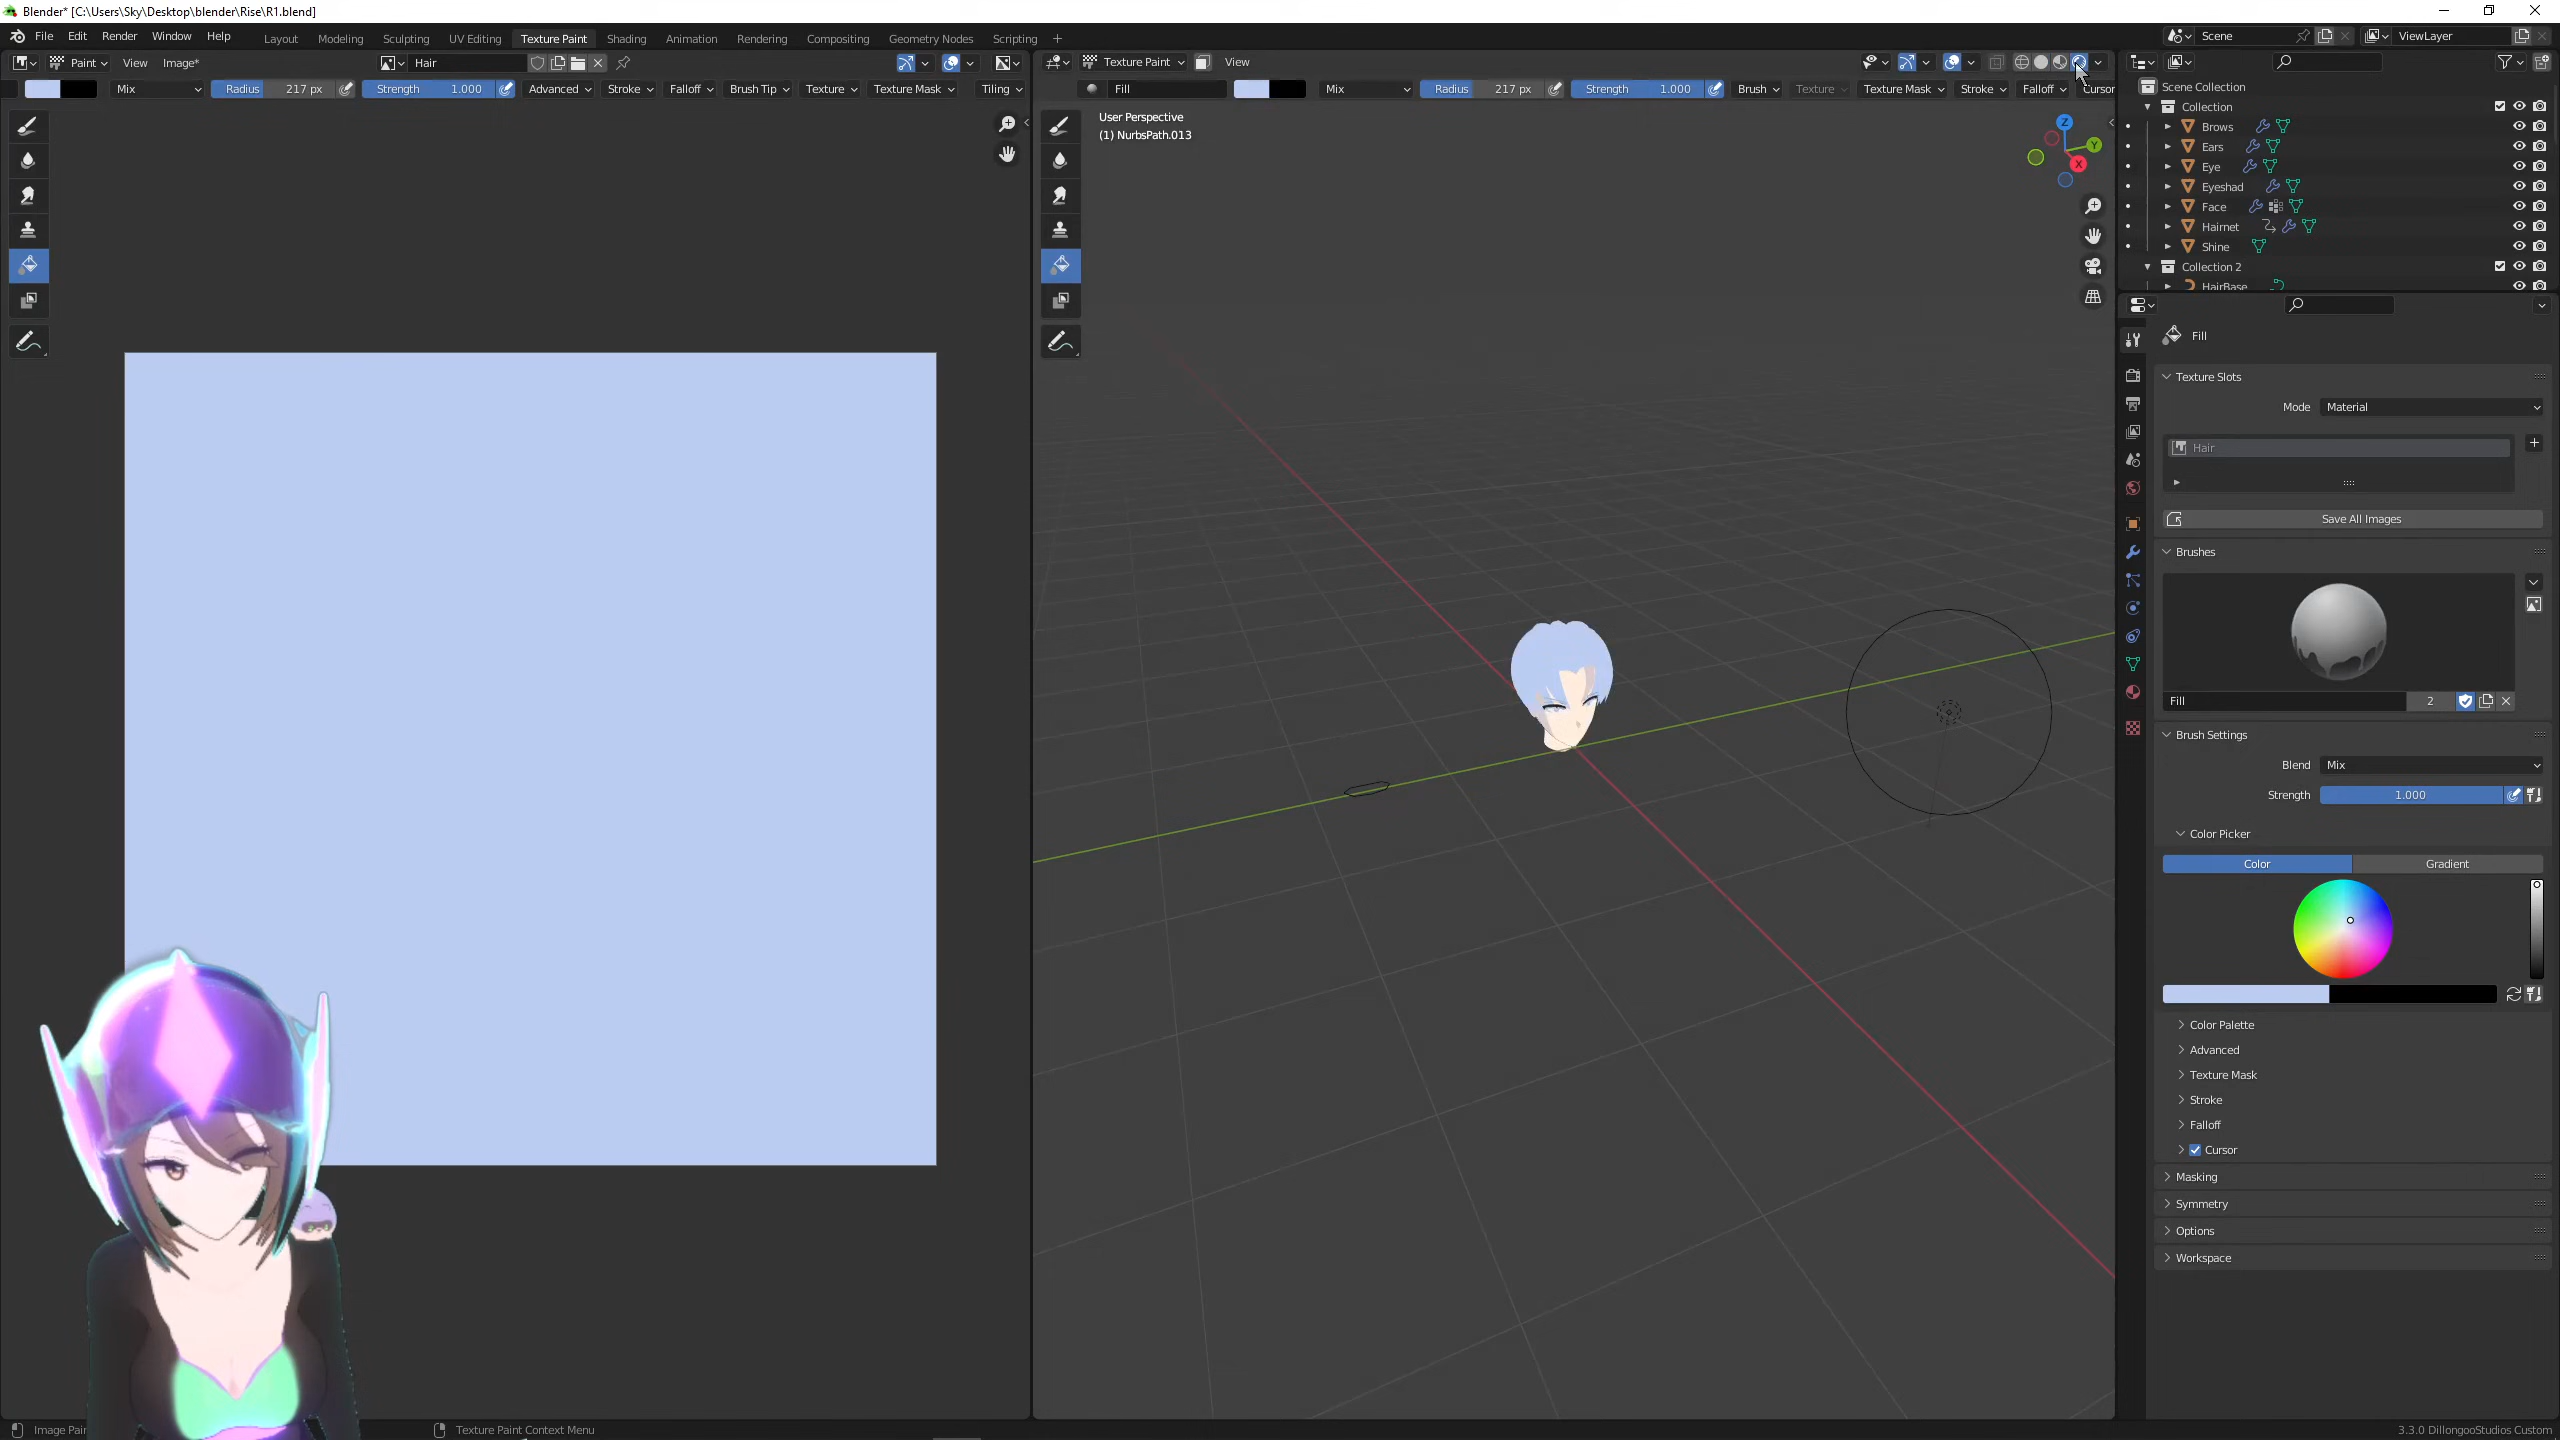 Blender* [C:\Users\Sky\Desktop\blender\Rise\R1.blend]
File Edit Render Window Help Layout Modeling Sculpting UV Editing Texture Paint Shading Animation Rendering Compositing Geometry Nodes Scripting + Scene ViewLayer
Paint View Image* Hair Texture Paint View
Mix Radius 217 px Strength 1.000 Advanced Stroke Falloff Brush Tip Texture Texture Mask Tiling Fill Mix Radius 217 px Strength 1.000 Brush Texture Texture Mask Stroke Falloff Cursor
User Perspective
(1) NurbsPath.013
Z
Y
X
Scene Collection
Collection
Brows
Ears
Eye
Eyeshad
Face
Hairnet
Shine
Collection 2
HairBase
Fill
Texture Slots
Mode Material
Hair
Save All Images
Brushes
Fill 2
Brush Settings
Blend Mix
Strength 1.000
Color Picker
Color Gradient
Color Palette
Advanced
Texture Mask
Stroke
Falloff
Cursor
Masking
Symmetry
Options
Workspace
Image Pai Texture Paint Context Menu 3.3.0 DillongooStudios Custom